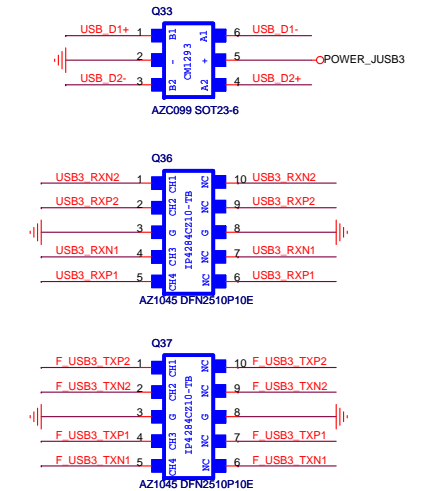 Q33
USB_D1+ 1 B1 A1 6 USB_D1-
2 - CM1293 + 5 POWER_JUSB3
USB_D2- 3 B2 A2 4 USB_D2+
AZC099 SOT23-6
Q36
USB3_RXN2 1 CH1 NC 10 USB3_RXN2
USB3_RXP2 2 CH2 NC 9 USB3_RXP2
3 G IP4284CZ10-TB G 8
USB3_RXN1 4 CH3 NC 7 USB3_RXN1
USB3_RXP1 5 CH4 NC 6 USB3_RXP1
AZ1045 DFN2510P10E
Q37
F_USB3_TXP2 1 CH1 NC 10 F_USB3_TXP2
F_USB3_TXN2 2 CH2 NC 9 F_USB3_TXN2
3 G IP4284CZ10-TB G 8
F_USB3_TXP1 4 CH3 NC 7 F_USB3_TXP1
F_USB3_TXN1 5 CH4 NC 6 F_USB3_TXN1
AZ1045 DFN2510P10E